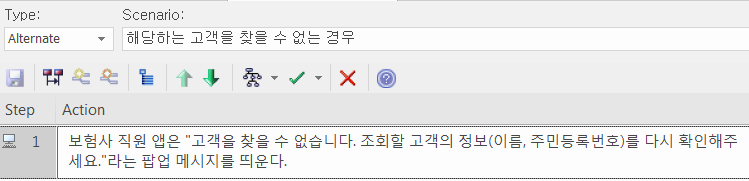 Type: Scenario:
Alternate 해당하는 고객을 찾을 수 없는 경우
Step Action
1 보험사 직원 앱은 "고객을 찾을 수 없습니다. 조회할 고객의 정보(이름, 주민등록번호)를 다시 확인해주
세요."라는 팝업 메시지를 띄운다.